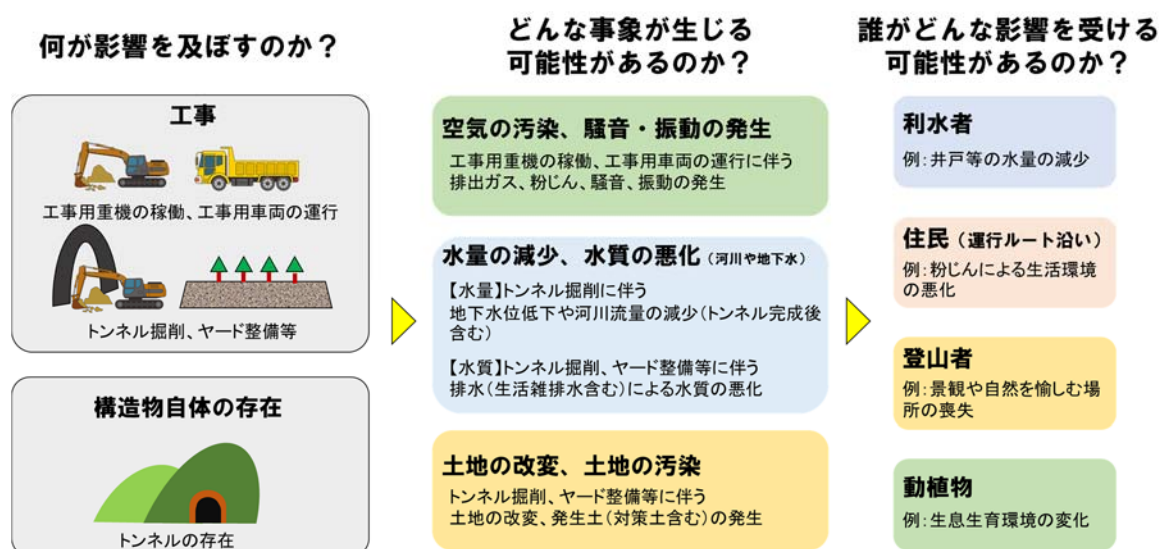 何が影響を及ぼすのか？
工事
工事用重機の稼働、工事用車両の運行
トンネル掘削、ヤード整備等
構造物自体の存在
トンネルの存在
どんな事象が生じる
可能性があるのか？
空気の汚染、騒音・振動の発生
工事用重機の稼働、工事用車両の運行に伴う
排出ガス、粉じん、騒音、振動の発生
水量の減少、水質の悪化（河川や地下水）
【水量】トンネル掘削に伴う
地下水位低下や河川流量の減少（トンネル完成後
含む）
【水質】トンネル掘削、ヤード整備等に伴う
排水（生活雑排水含む）による水質の悪化
土地の改変、土地の汚染
トンネル掘削、ヤード整備等に伴う
土地の改変、発生土（対策土含む）の発生
誰がどんな影響を受ける
可能性があるのか？
利水者
例：井戸等の水量の減少
住民（運行ルート沿い）
例：粉じんによる生活環境
の悪化
登山者
例：景観や自然を愉しむ場
所の喪失
動植物
例：生息生育環境の変化